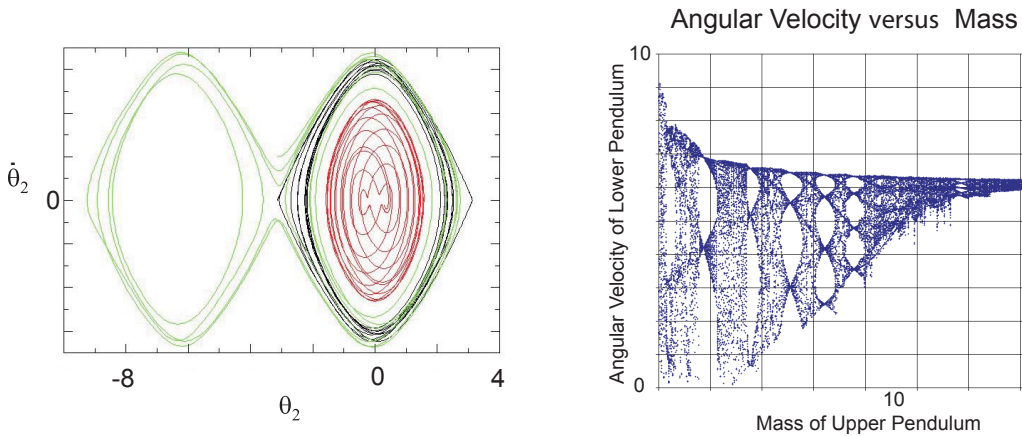 θ̇₂
0
-8
0
4
θ₂
Angular Velocity versus Mass
Angular Velocity of Lower Pendulum
10
0
10
Mass of Upper Pendulum